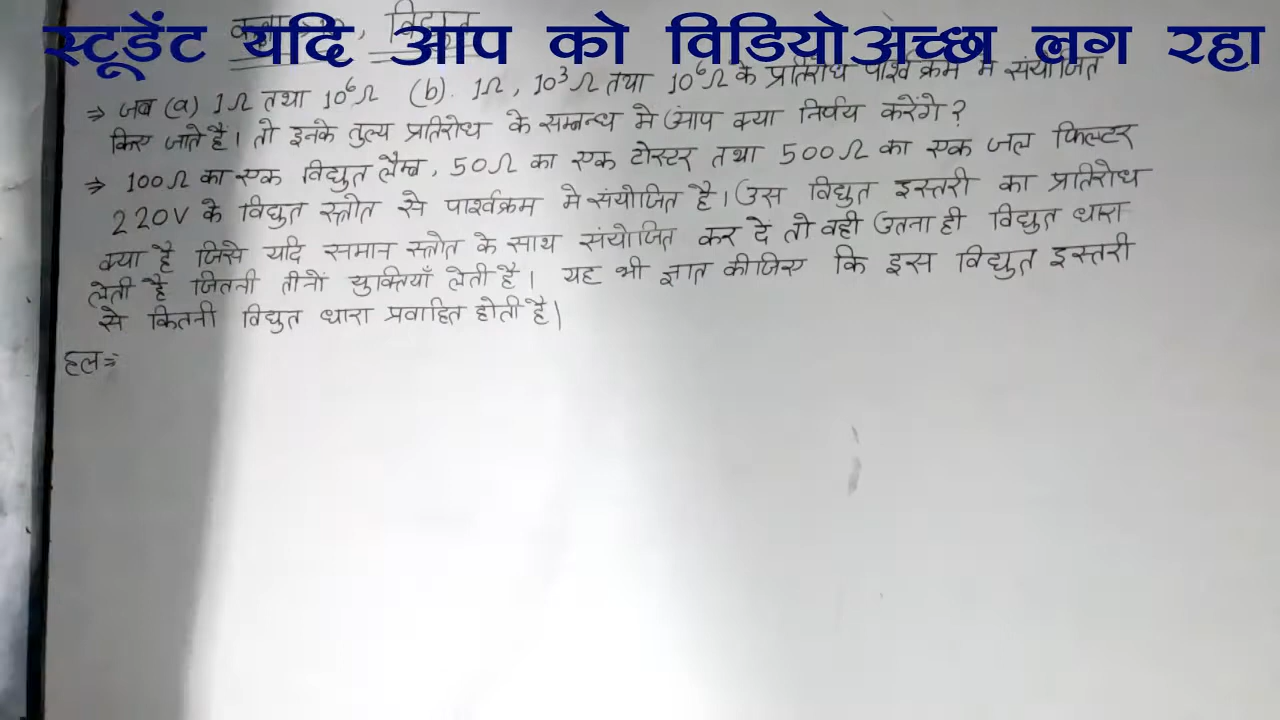 स्टूडेंट यदि आप को विडियो अच्छा लग रहा
विद्युत
⇒ जब (a) 1Ω तथा 10⁶Ω (b). 1Ω, 10³Ω तथा 10⁶Ω के प्रतिरोध पार्श्व क्रम में संयोजित
किए जाते है। तो इनके तुल्य प्रतिरोध के सम्बन्ध मे आप क्या निर्णय करेंगे?
⇒ 100Ω का एक विद्युत लैम्ब, 50Ω का एक टोस्टर तथा 500Ω का एक जल फिल्टर
220V के विद्युत स्त्रोत से पार्श्वक्रम मे संयोजित है। उस विद्युत इस्तरी का प्रतिरोध
क्या है जिसे यदि समान स्त्रोत के साथ संयोजित कर दें तो वही उतना ही विद्युत धारा
लेती है जितनी तीनों युक्तियाँ लेती है। यह भी ज्ञात कीजिए कि इस विद्युत इस्तरी
से कितनी विद्युत धारा प्रवाहित होती है।
हल ⇒